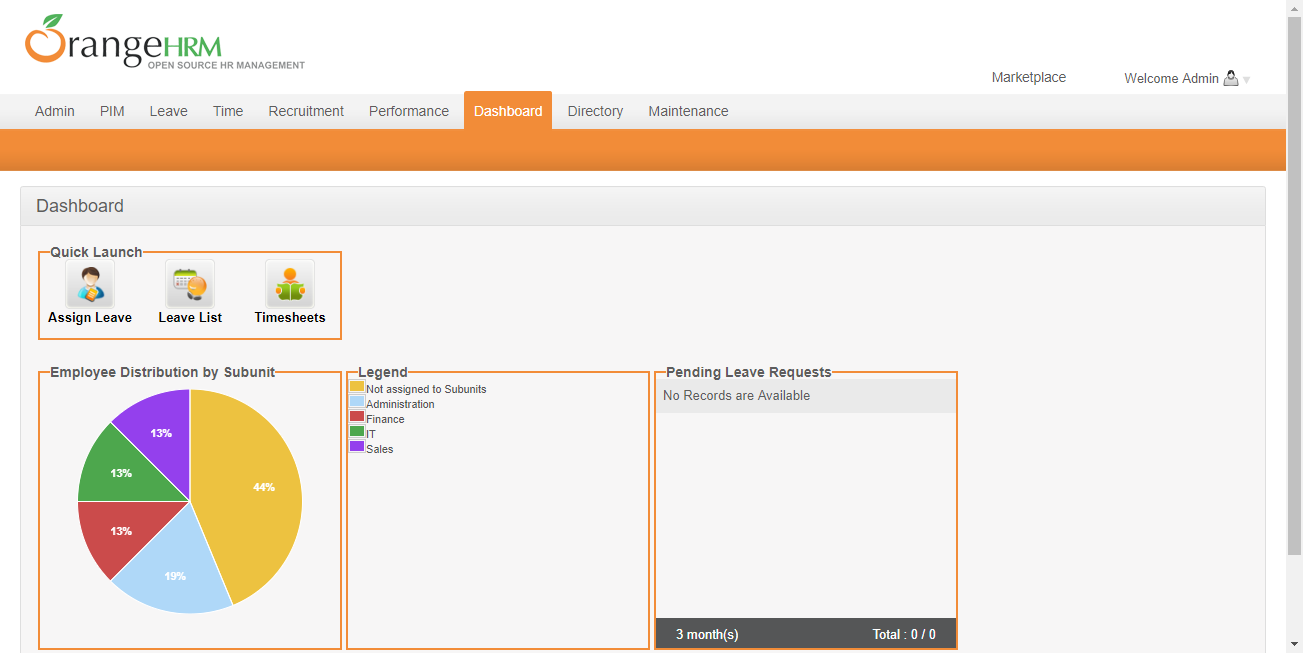 OrangeHRM
OPEN SOURCE HR MANAGEMENT
Marketplace
Welcome Admin
Admin PIM Leave Time Recruitment Performance Dashboard Directory Maintenance
Dashboard
Quick Launch
Assign Leave Leave List Timesheets
Employee Distribution by Subunit
13%
44%
13%
13%
19%
Legend
Not assigned to Subunits
Administration
Finance
IT
Sales
Pending Leave Requests
No Records are Available
3 month(s) Total : 0 / 0